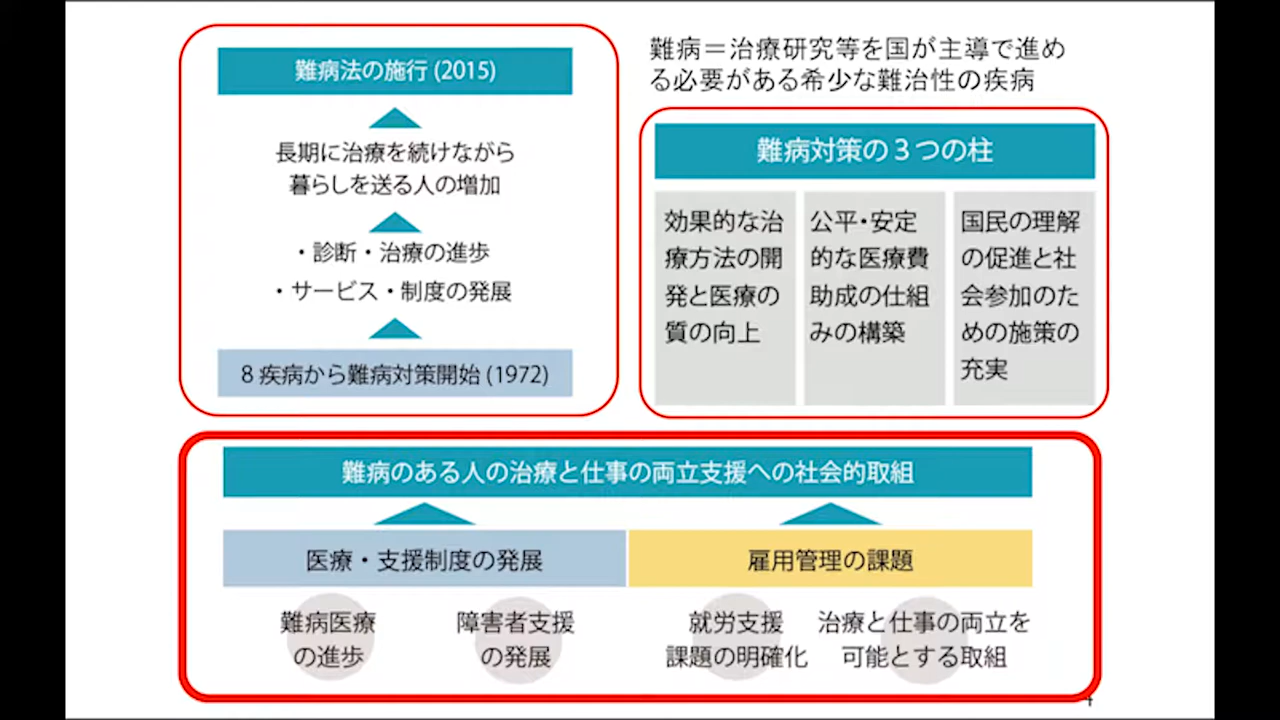 難病法の施行 (2015)
長期に治療を続けながら
暮らしを送る人の増加
・診断・治療の進歩
・サービス・制度の発展
8 疾病から難病対策開始 (1972)
難病＝治療研究等を国が主導で進め
る必要がある希少な難治性の疾病
難病対策の３つの柱
効果的な治
療方法の開
発と医療の
質の向上
公平・安定
的な医療費
助成の仕組
みの構築
国民の理解
の促進と社
会参加のた
めの施策の
充実
難病のある人の治療と仕事の両立支援への社会的取組
医療・支援制度の発展
雇用管理の課題
難病医療
の進歩
障害者支援
の発展
就労支援
課題の明確化
治療と仕事の両立を
可能とする取組